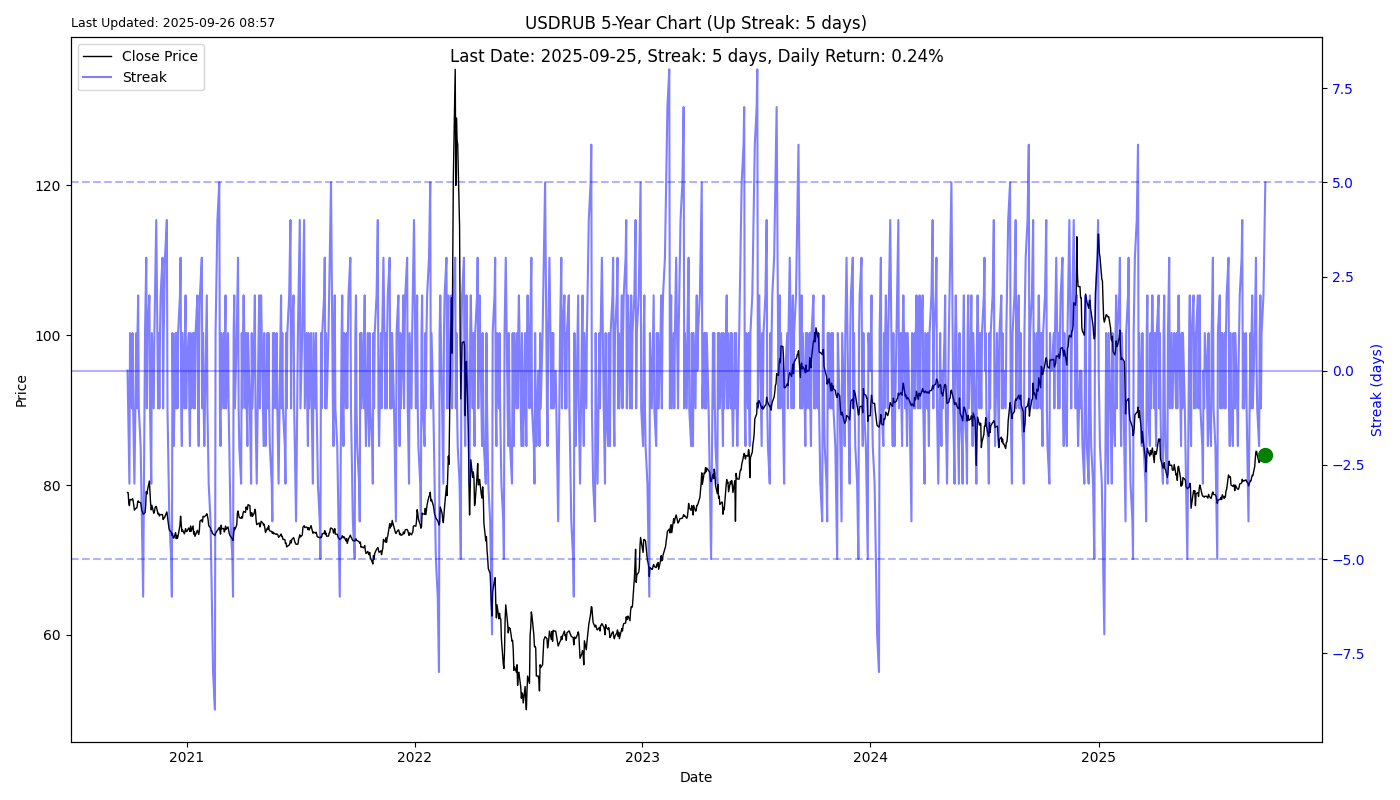 Last Updated: 2025-09-26 08:57
USDRUB 5-Year Chart (Up Streak: 5 days)
Last Date: 2025-09-25, Streak: 5 days, Daily Return: 0.24%
Close Price
Streak
120
100
80
60
Price
7.5
5.0
2.5
0.0
−2.5
−5.0
−7.5
Streak (days)
2021
2022
2023
2024
2025
Date